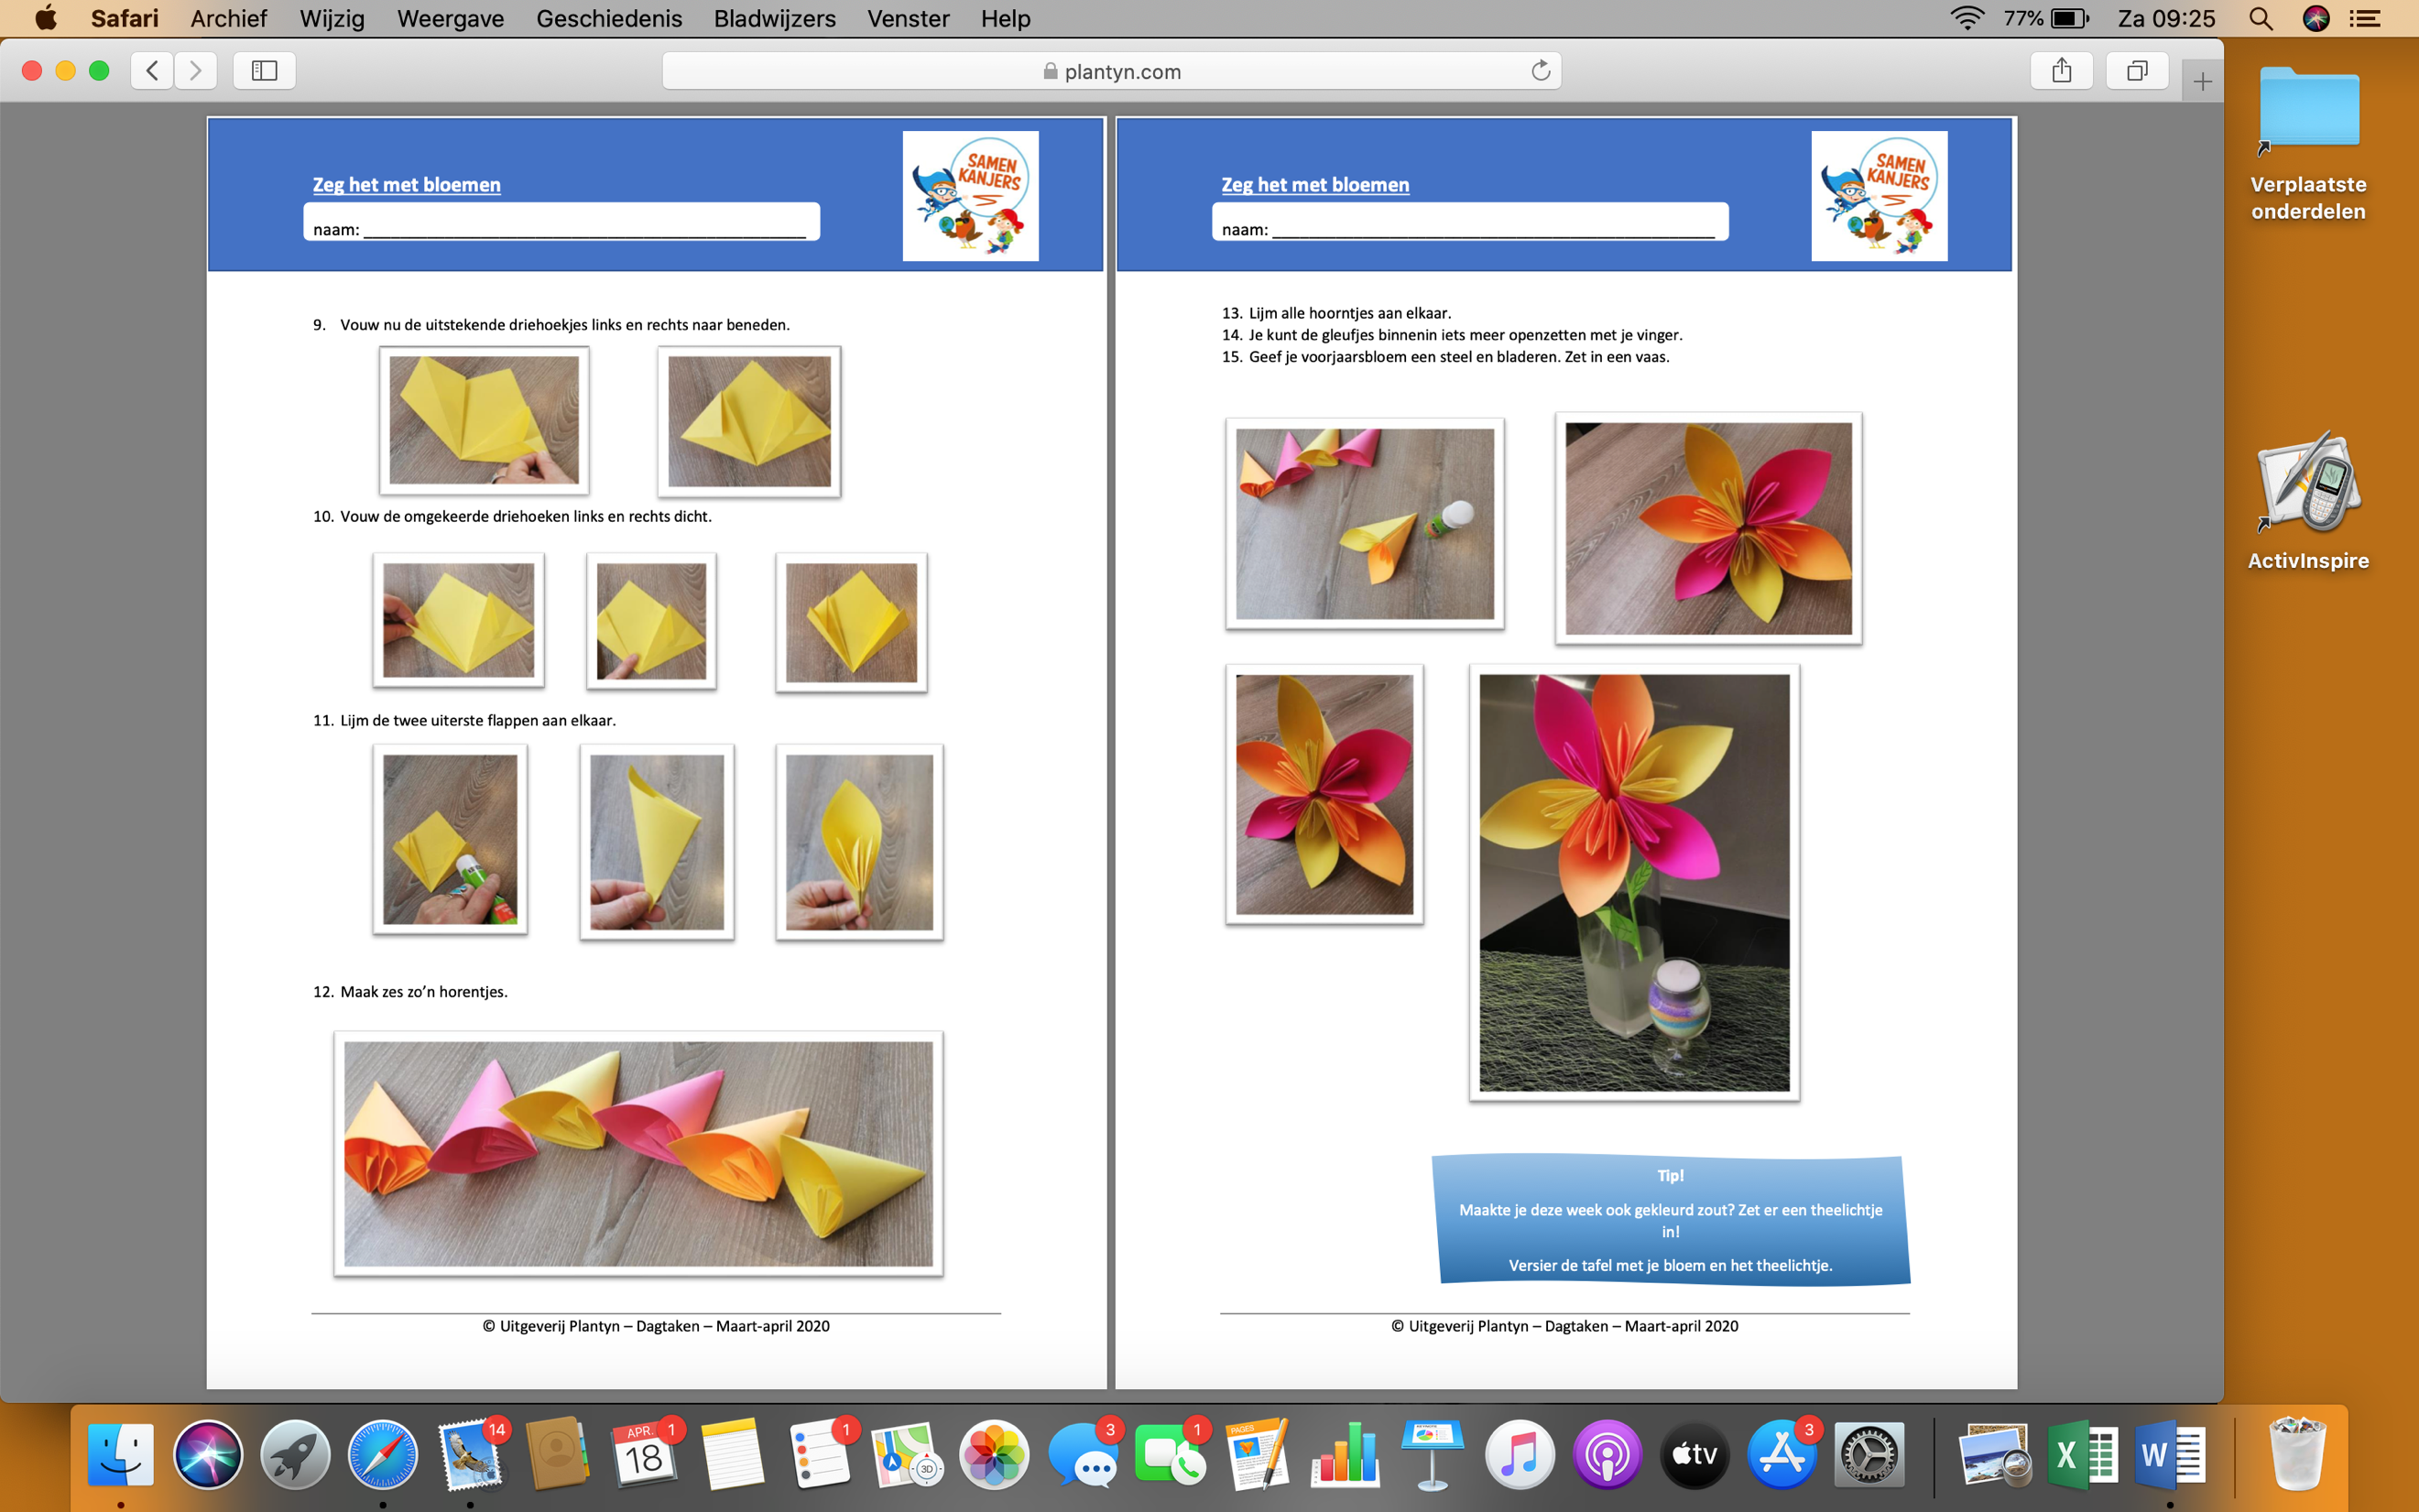 Safari Archief Wijzig Weergave Geschiedenis Bladwijzers Venster Help 77% Za 09:25
plantyn.com
Zeg het met bloemen
naam:
SAMEN
KANJERS
9. Vouw nu de uitstekende driehoekjes links en rechts naar beneden.
10. Vouw de omgekeerde driehoeken links en rechts dicht.
11. Lijm de twee uiterste flappen aan elkaar.
12. Maak zes zo’n horentjes.
© Uitgeverij Plantyn – Dagtaken – Maart-april 2020
Zeg het met bloemen
naam:
SAMEN
KANJERS
13. Lijm alle hoorntjes aan elkaar.
14. Je kunt de gleufjes binnenin iets meer openzetten met je vinger.
15. Geef je voorjaarsbloem een steel en bladeren. Zet in een vaas.
Tip!
Maakte je deze week ook gekleurd zout? Zet er een theelichtje
in!
Versier de tafel met je bloem en het theelichtje.
© Uitgeverij Plantyn – Dagtaken – Maart-april 2020
Verplaatste
onderdelen
ActivInspire
14
APR.
18
1
1
3D
3
1
PAGES
tv
3
X
W